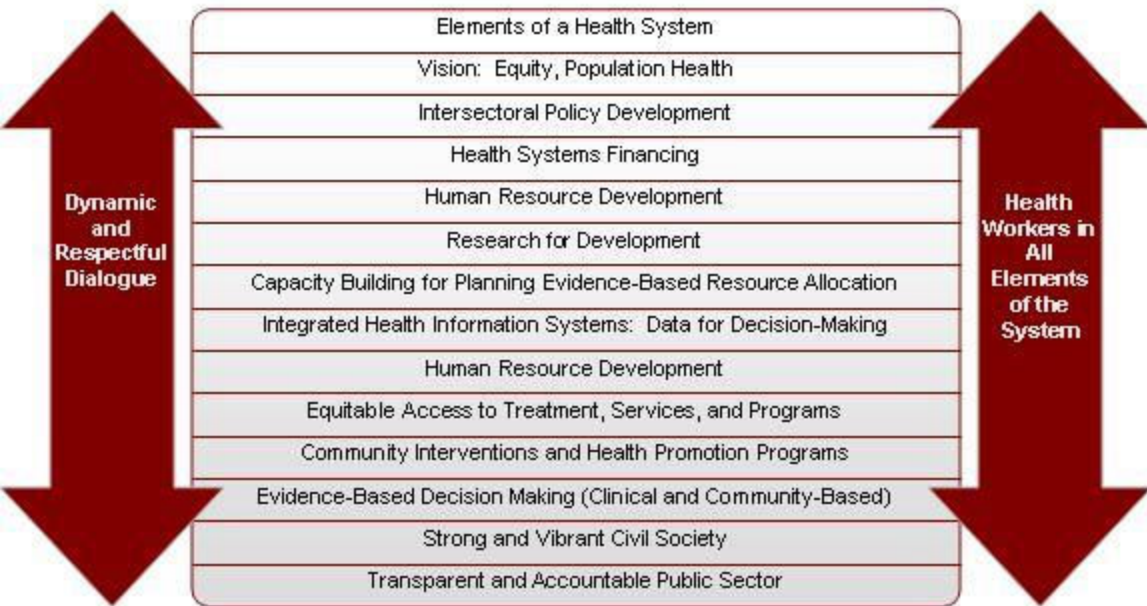 Elements of a Health System
Vision: Equity, Population Health
Intersectoral Policy Development
Health Systems Financing
Human Resource Development
Research for Development
Capacity Building for Planning Evidence-Based Resource Allocation
Integrated Health Information Systems: Data for Decision-Making
Human Resource Development
Equitable Access to Treatment, Services, and Programs
Community Interventions and Health Promotion Programs
Evidence-Based Decision Making (Clinical and Community-Based)
Strong and Vibrant Civil Society
Transparent and Accountable Public Sector
Dynamic
and
Respectful
Dialogue
Health
Workers in
All
Elements
of the
System